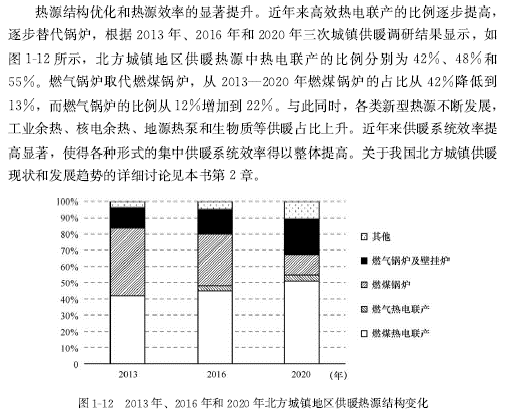 热源结构优化和热源效率的显著提升。近年来高效热电联产的比例逐步提高，
逐步替代锅炉，根据 2013 年、2016 年和 2020 年三次城镇供暖调研结果显示，如
图 1-12 所示，北方城镇地区供暖热源中热电联产的比例分别为 42%、48%和
55%。燃气锅炉取代燃煤锅炉，从 2013—2020 年燃煤锅炉的占比从 42%降低到
13%，而燃气锅炉的比例从 12%增加到 22%。与此同时，各类新型热源不断发展，
工业余热、核电余热、地源热泵和生物质等供暖占比上升。近年来供暖系统效率提
高显著，使得各种形式的集中供暖系统效率得以整体提高。关于我国北方城镇供暖
现状和发展趋势的详细讨论见本书第 2 章。
100%
90%
80%
70%
60%
50%
40%
30%
20%
10%
0
2013
2016
2020
(年)
其他
燃气锅炉及壁挂炉
燃煤锅炉
燃气热电联产
燃煤热电联产
图 1-12 2013 年、2016 年和 2020 年北方城镇地区供暖热源结构变化